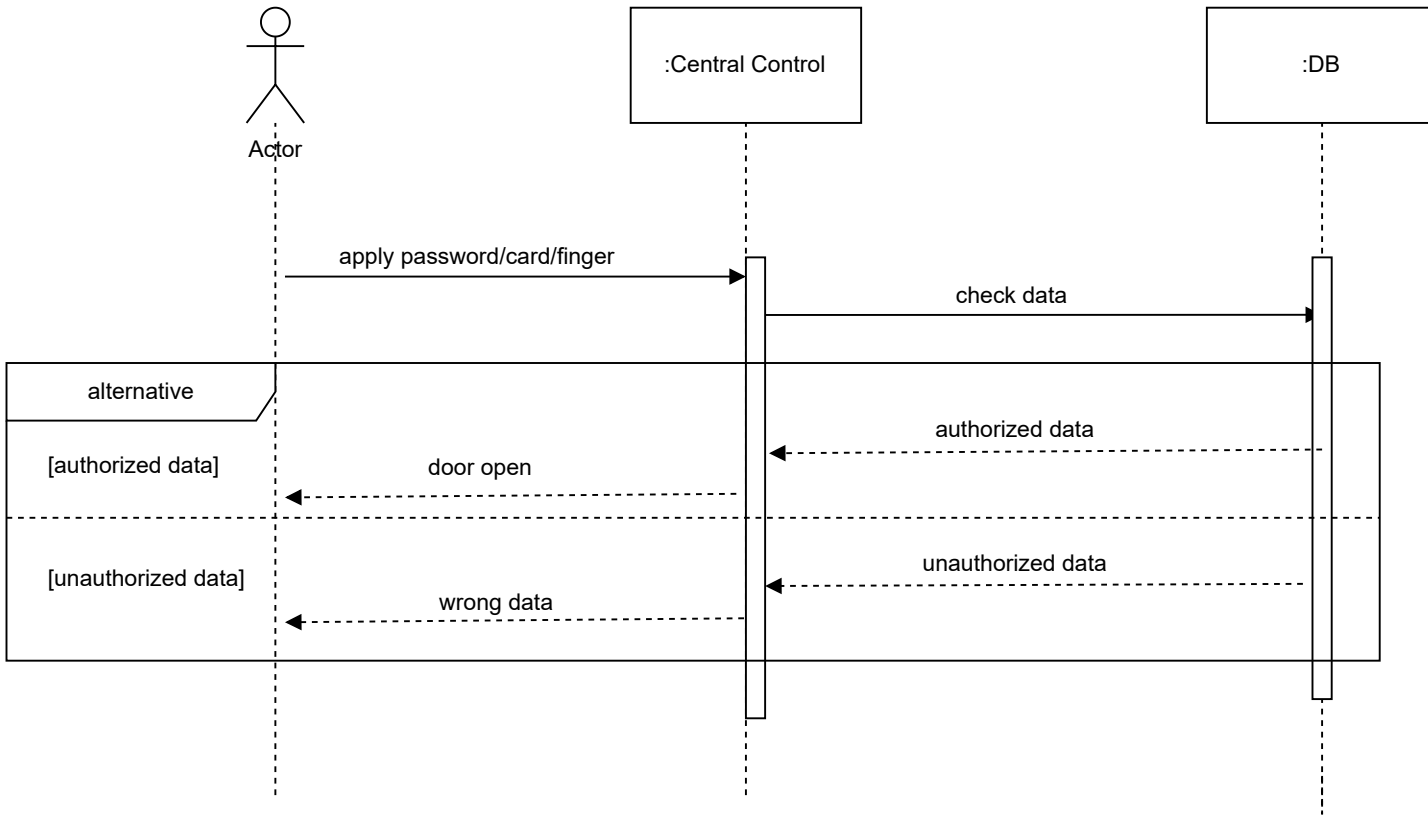 :Central Control
:DB
Actor
apply password/card/finger
check data
alternative
authorized data
[authorized data]
door open
unauthorized data
[unauthorized data]
wrong data